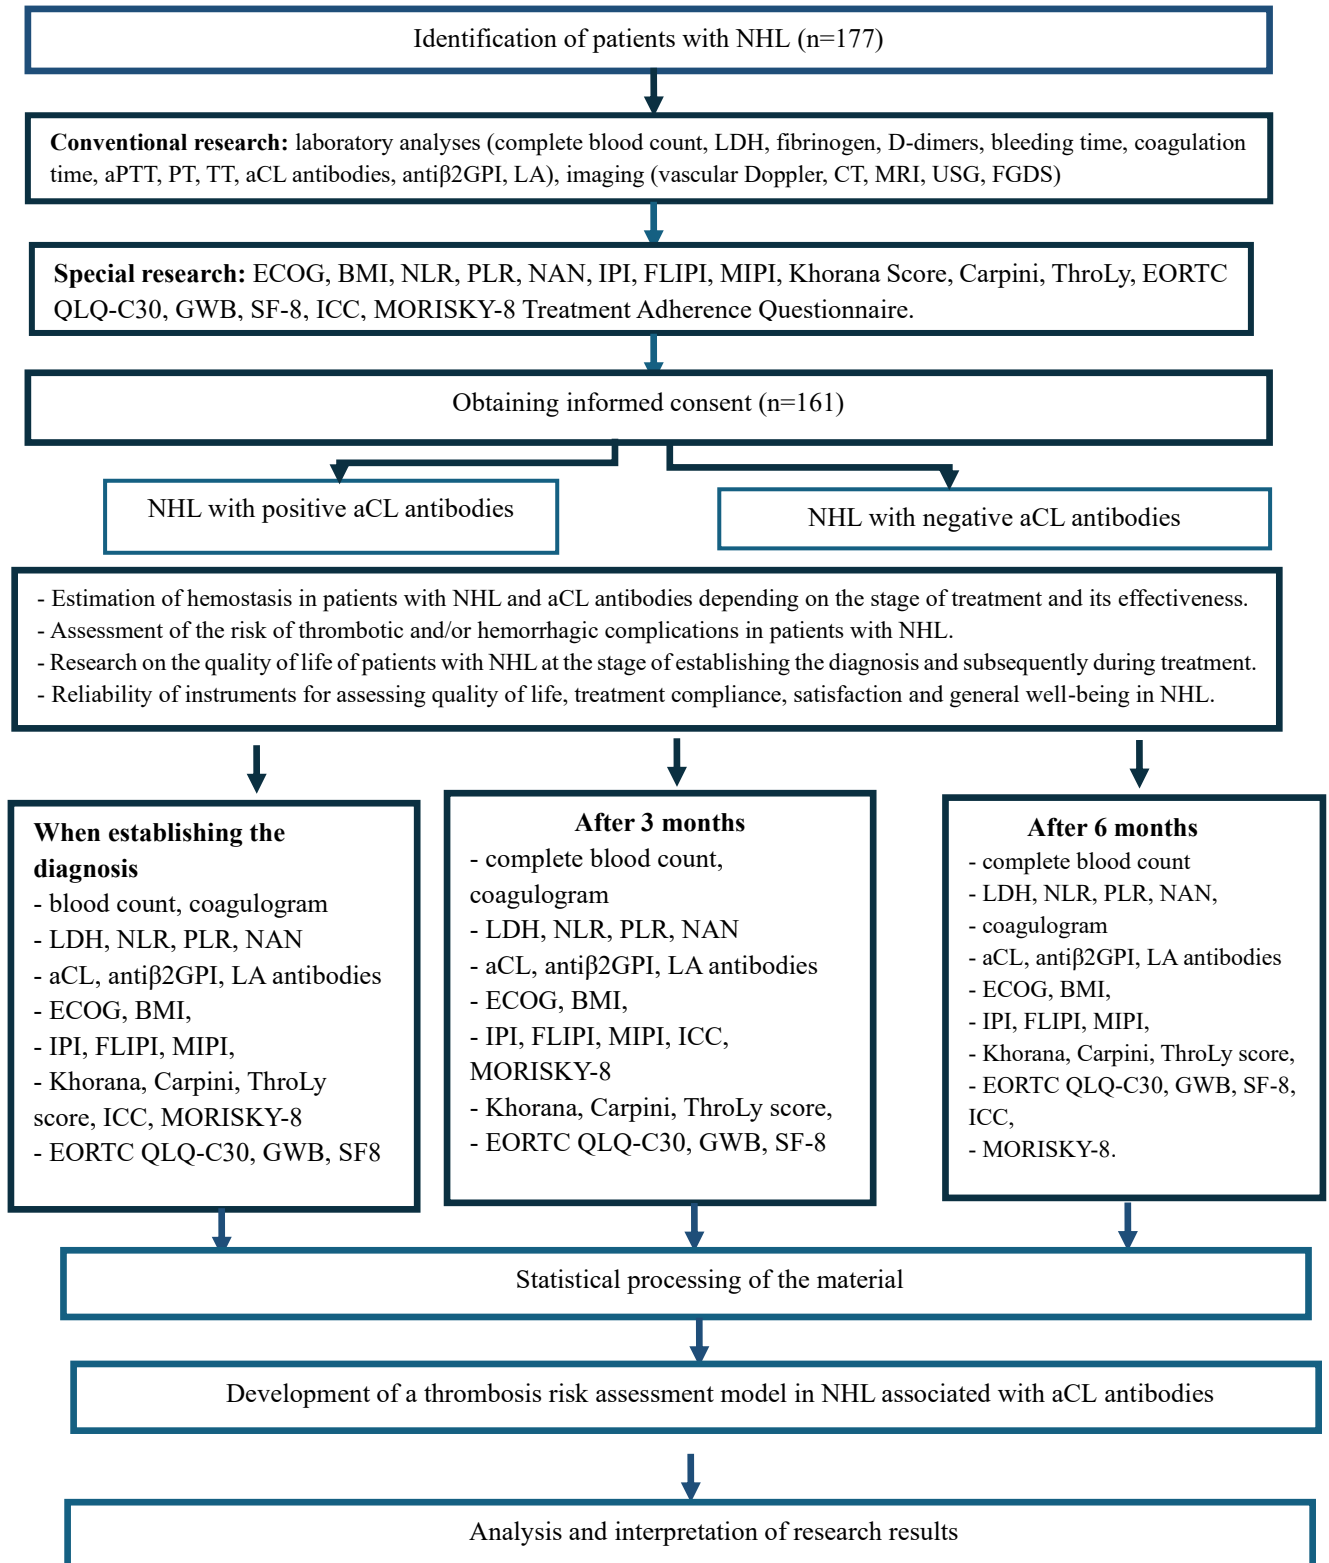 Identification of patients with NHL (n=177)
Conventional research: laboratory analyses (complete blood count, LDH, fibrinogen, D-dimers, bleeding time, coagulation
time, aPTT, PT, TT, aCL antibodies, antiβ2GPI, LA), imaging (vascular Doppler, CT, MRI, USG, FGDS)
Special research: ECOG, BMI, NLR, PLR, NAN, IPI, FLIPI, MIPI, Khorana Score, Carpini, ThroLy, EORTC
QLQ-C30, GWB, SF-8, ICC, MORISKY-8 Treatment Adherence Questionnaire.
Obtaining informed consent (n=161)
NHL with positive aCL antibodies
NHL with negative aCL antibodies
- Estimation of hemostasis in patients with NHL and aCL antibodies depending on the stage of treatment and its effectiveness.
- Assessment of the risk of thrombotic and/or hemorrhagic complications in patients with NHL.
- Research on the quality of life of patients with NHL at the stage of establishing the diagnosis and subsequently during treatment.
- Reliability of instruments for assessing quality of life, treatment compliance, satisfaction and general well-being in NHL.
When establishing the
diagnosis
- blood count, coagulogram
- LDH, NLR, PLR, NAN
- aCL, antiβ2GPI, LA antibodies
- ECOG, BMI,
- IPI, FLIPI, MIPI,
- Khorana, Carpini, ThroLy
score, ICC, MORISKY-8
- EORTC QLQ-C30, GWB, SF8
After 3 months
- complete blood count,
coagulogram
- LDH, NLR, PLR, NAN
- aCL, antiβ2GPI, LA antibodies
- ECOG, BMI,
- IPI, FLIPI, MIPI, ICC,
MORISKY-8
- Khorana, Carpini, ThroLy score,
- EORTC QLQ-C30, GWB, SF-8
After 6 months
- complete blood count
- LDH, NLR, PLR, NAN,
- coagulogram
- aCL, antiβ2GPI, LA antibodies
- ECOG, BMI,
- IPI, FLIPI, MIPI,
- Khorana, Carpini, ThroLy score,
- EORTC QLQ-C30, GWB, SF-8,
ICC,
- MORISKY-8.
Statistical processing of the material
Development of a thrombosis risk assessment model in NHL associated with aCL antibodies
Analysis and interpretation of research results